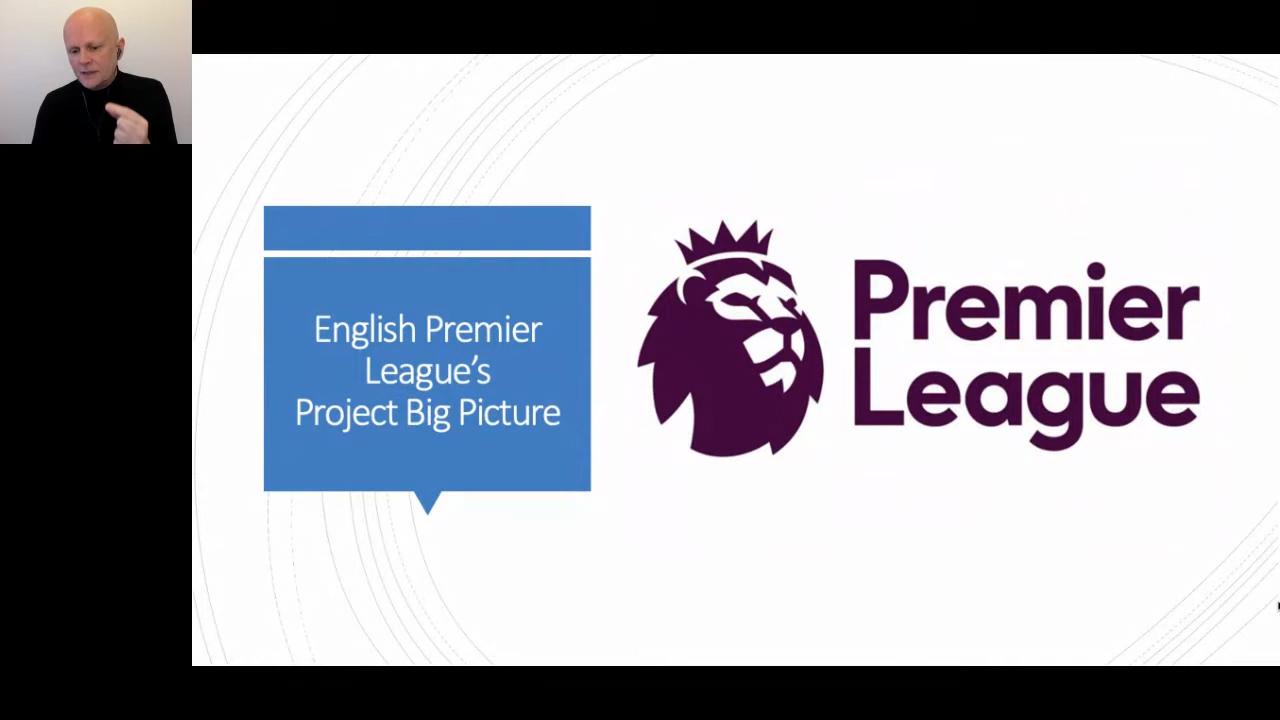 English Premier
League’s
Project Big Picture
Premier
League